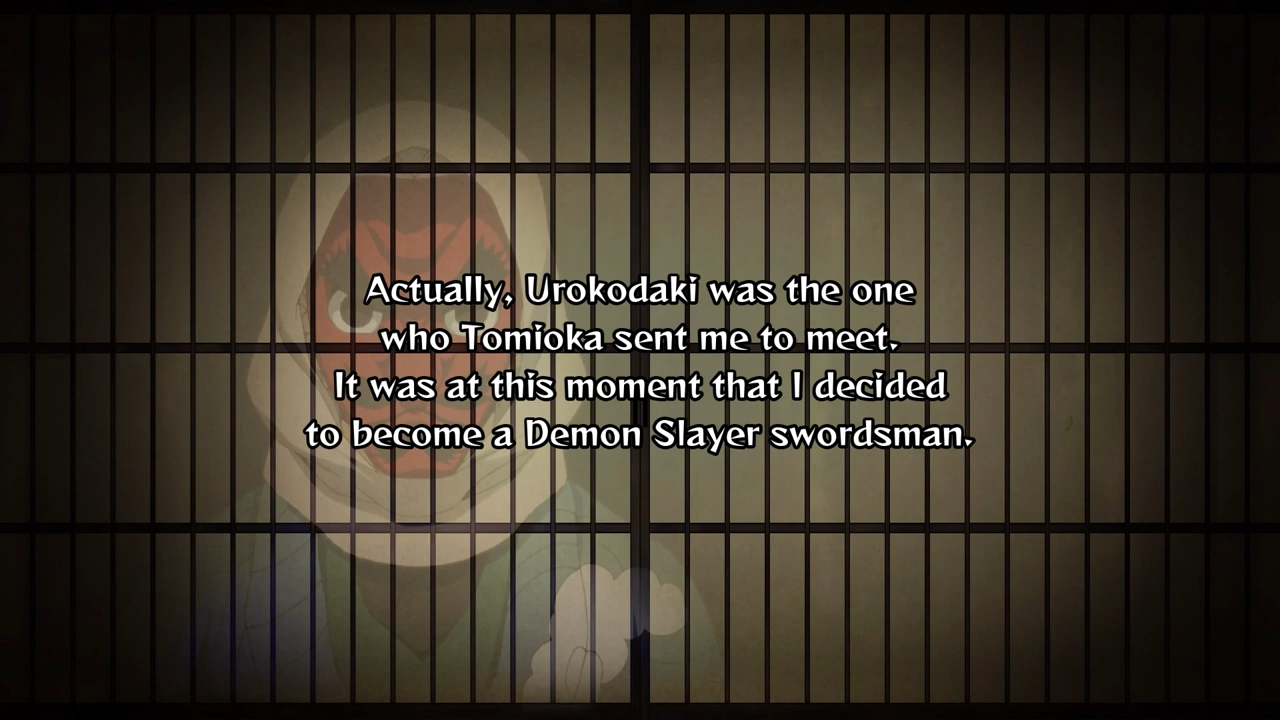 Actually, Urokodaki was the one
who Tomioka sent me to meet.
It was at this moment that I decided
to become a Demon Slayer swordsman.